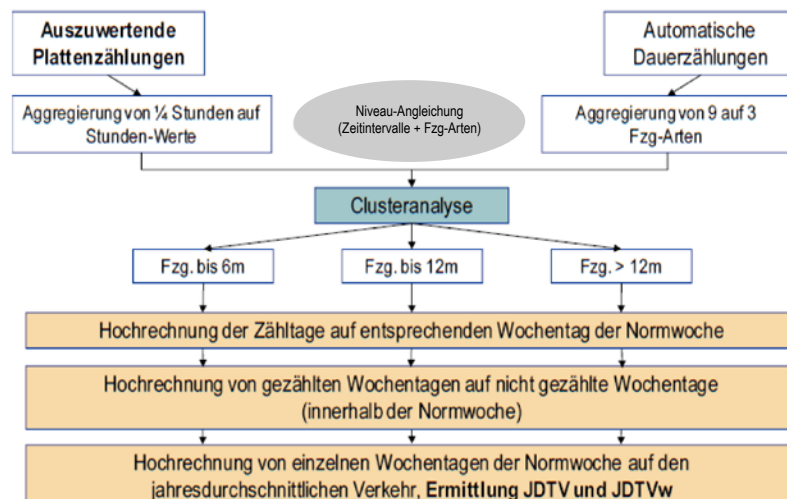 Auszuwertende
Plattenzählungen
Automatische
Dauerzählungen
Aggregierung von ¼ Stunden auf
Stunden-Werte
Niveau-Angleichung
(Zeitintervalle + Fzg-Arten)
Aggregierung von 9 auf 3
Fzg-Arten
Clusteranalyse
Fzg. bis 6m
Fzg. bis 12m
Fzg. > 12m
Hochrechnung der Zähltage auf entsprechenden Wochentag der Normwoche
Hochrechnung von gezählten Wochentagen auf nicht gezählte Wochentage
(innerhalb der Normwoche)
Hochrechnung von einzelnen Wochentagen der Normwoche auf den
jahresdurchschnittlichen Verkehr, Ermittlung JDTV und JDTVw